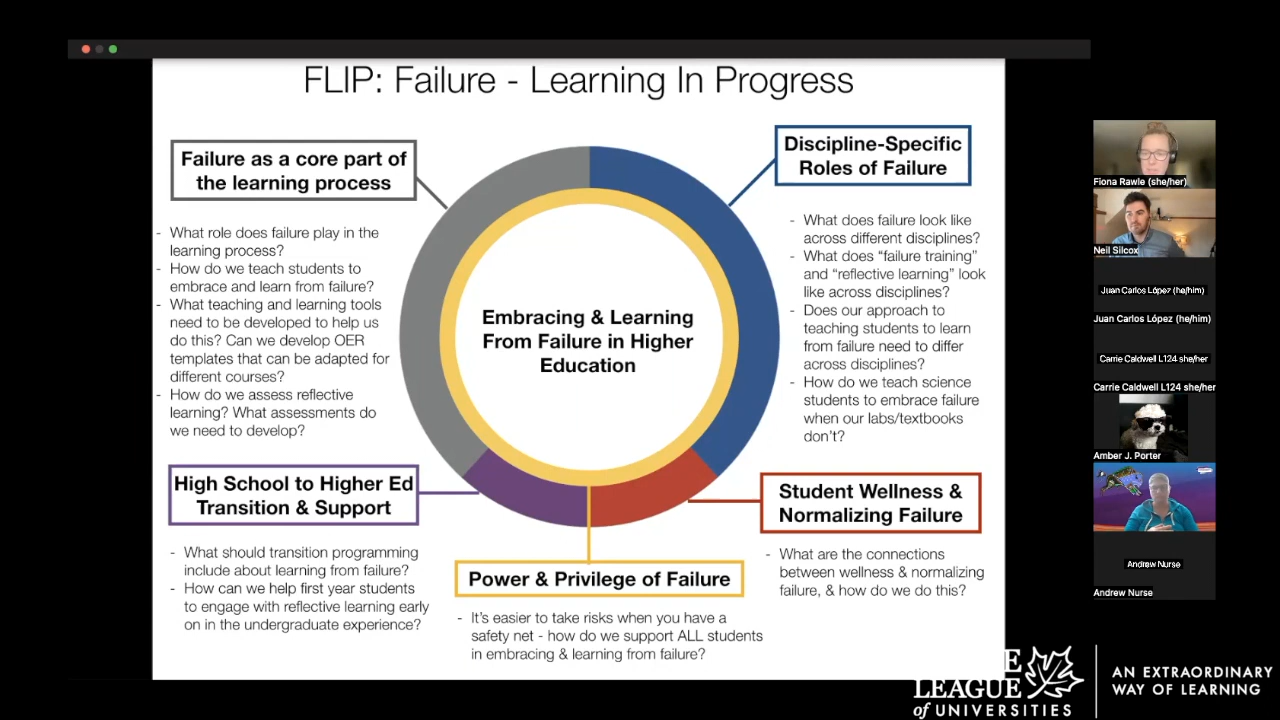 FLIP: Failure - Learning In Progress
Failure as a core part of
the learning process
- What role does failure play in the
learning process?
- How do we teach students to
embrace and learn from failure?
- What teaching and learning tools
need to be developed to help us
do this? Can we develop OER
templates that can be adapted for
different courses?
- How do we assess reflective
learning? What assessments do
we need to develop?
Discipline-Specific
Roles of Failure
- What does failure look like
across different disciplines?
- What does “failure training”
and “reflective learning” look
like across disciplines?
- Does our approach to
teaching students to learn
from failure need to differ
across disciplines?
- How do we teach science
students to embrace failure
when our labs/textbooks
don’t?
Embracing & Learning
From Failure in Higher
Education
High School to Higher Ed
Transition & Support
- What should transition programming
include about learning from failure?
- How can we help first year students
to engage with reflective learning early
on in the undergraduate experience?
Power & Privilege of Failure
- It’s easier to take risks when you have a
safety net - how do we support ALL students
in embracing & learning from failure?
Student Wellness &
Normalizing Failure
- What are the connections
between wellness & normalizing
failure, & how do we do this?
Fiona Rawle (she/her)
Neil Silcox
Juan Carlos López (he/him)
Juan Carlos López (he/him)
Carrie Caldwell L124 she/her
Carrie Caldwell L124 she/her
Amber J. Porter
Andrew Nurse
Andrew Nurse
LEAGUE
of UNIVERSITIES
AN EXTRAORDINARY
WAY OF LEARNING